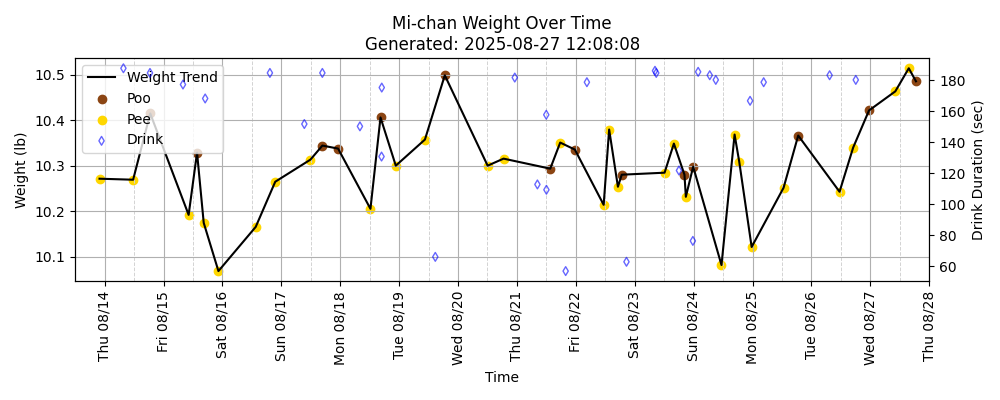 Mi-chan Weight Over Time
Generated: 2025-08-27 12:08:08
Weight (lb)
10.5
10.4
10.3
10.2
10.1
Weight Trend
Poo
Pee
Drink
180
160
140
120
100
80
60
Drink Duration (sec)
Thu 08/14
Fri 08/15
Sat 08/16
Sun 08/17
Mon 08/18
Tue 08/19
Wed 08/20
Thu 08/21
Fri 08/22
Sat 08/23
Sun 08/24
Mon 08/25
Tue 08/26
Wed 08/27
Thu 08/28
Time